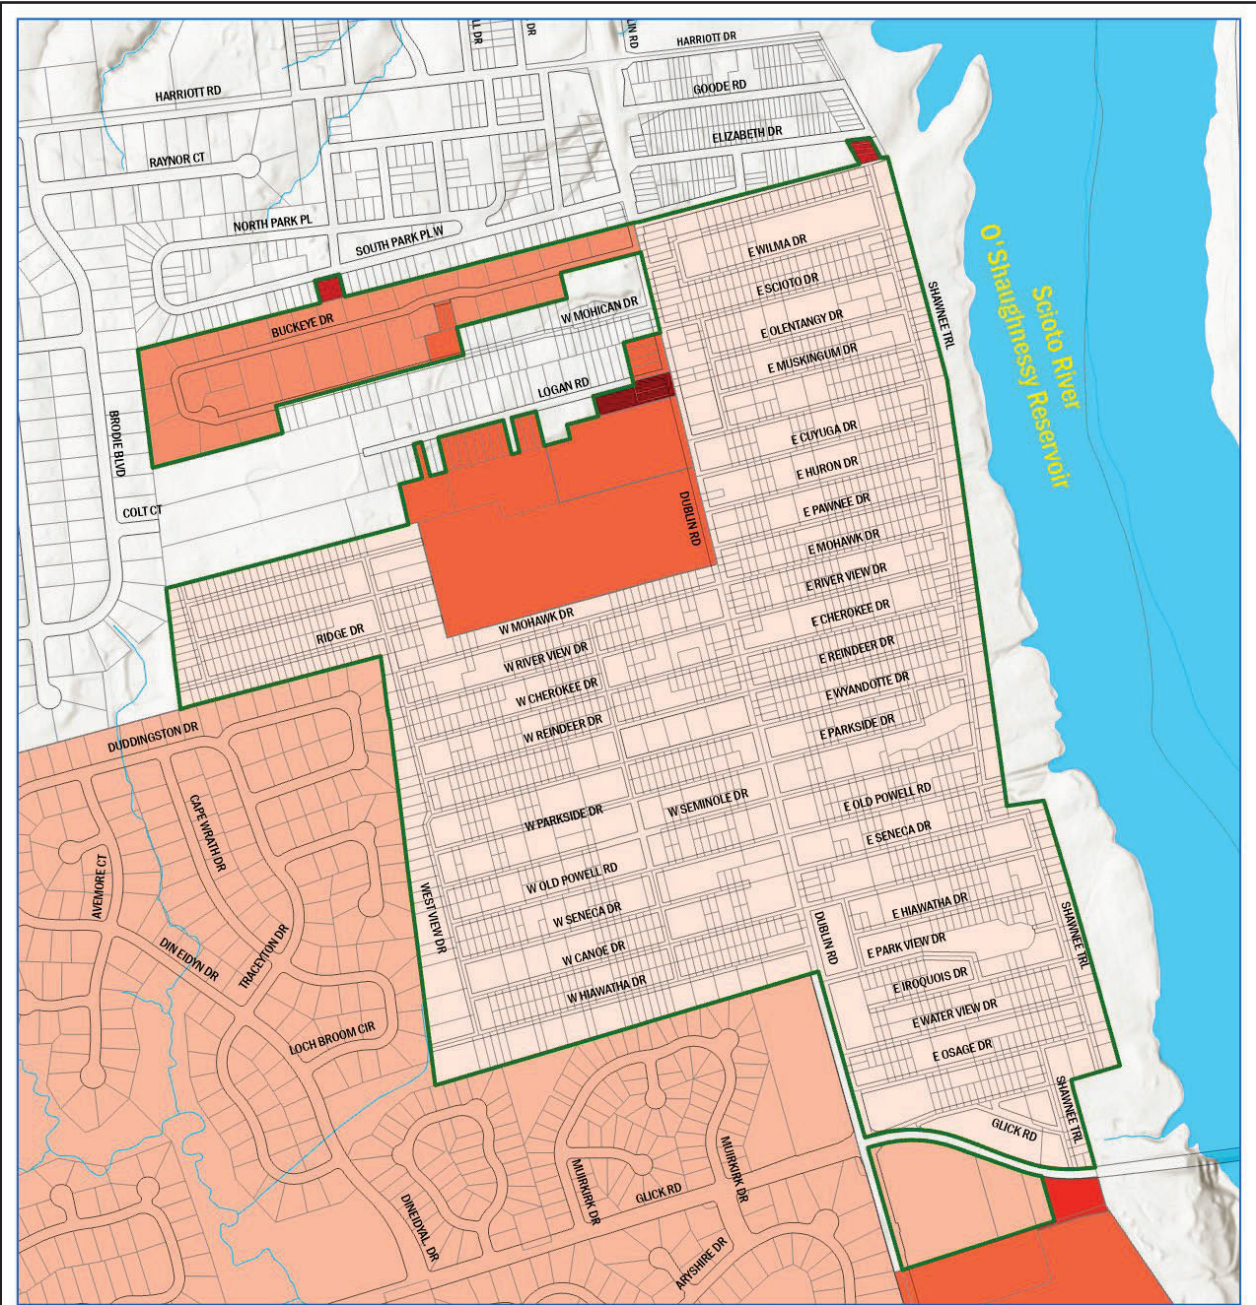 LL DR
DR
LIN RD
HARRIOTT DR
HARRIOTT RD
GOODE RD
ELIZABETH DR
RAYNOR CT
NORTH PARK PL
SOUTH PARK PL W
E WILMA DR
E SCIOTO DR
SHAWNEE TRL
Scioto River
O'Shaughnessy Reservoir
BUCKEYE DR
W MOHICAN DR
E OLENTANGY DR
E MUSKINGUM DR
LOGAN RD
BRODIE BLVD
E CUYUGA DR
E HURON DR
COLT CT
DUBLIN RD
E PAWNEE DR
E MOHAWK DR
E RIVER VIEW DR
W MOHAWK DR
E CHEROKEE DR
RIDGE DR
W RIVER VIEW DR
E REINDEER DR
W CHEROKEE DR
E WYANDOTTE DR
W REINDEER DR
E PARKSIDE DR
DUDDINGSTON DR
CAPE WRATH DR
W PARKSIDE DR
W SEMINOLE DR
E OLD POWELL RD
E SENECA DR
AVEMORE CT
W OLD POWELL RD
WESTVIEW DR
W SENECA DR
E HIAWATHA DR
DUBLIN RD
SHAWNEE TRL
DIN EIDYN DR
TRACEYTON DR
W CANOE DR
E PARK VIEW DR
W HIAWATHA DR
E IROQUOIS DR
E WATER VIEW DR
LOCH BROOM CIR
E OSAGE DR
SHAWNEE TRL
GLICK RD
MUIRKIRK DR
MUIRKIRK DR
GLICK RD
DINEIDYAL DR
ARYSHIRE DR